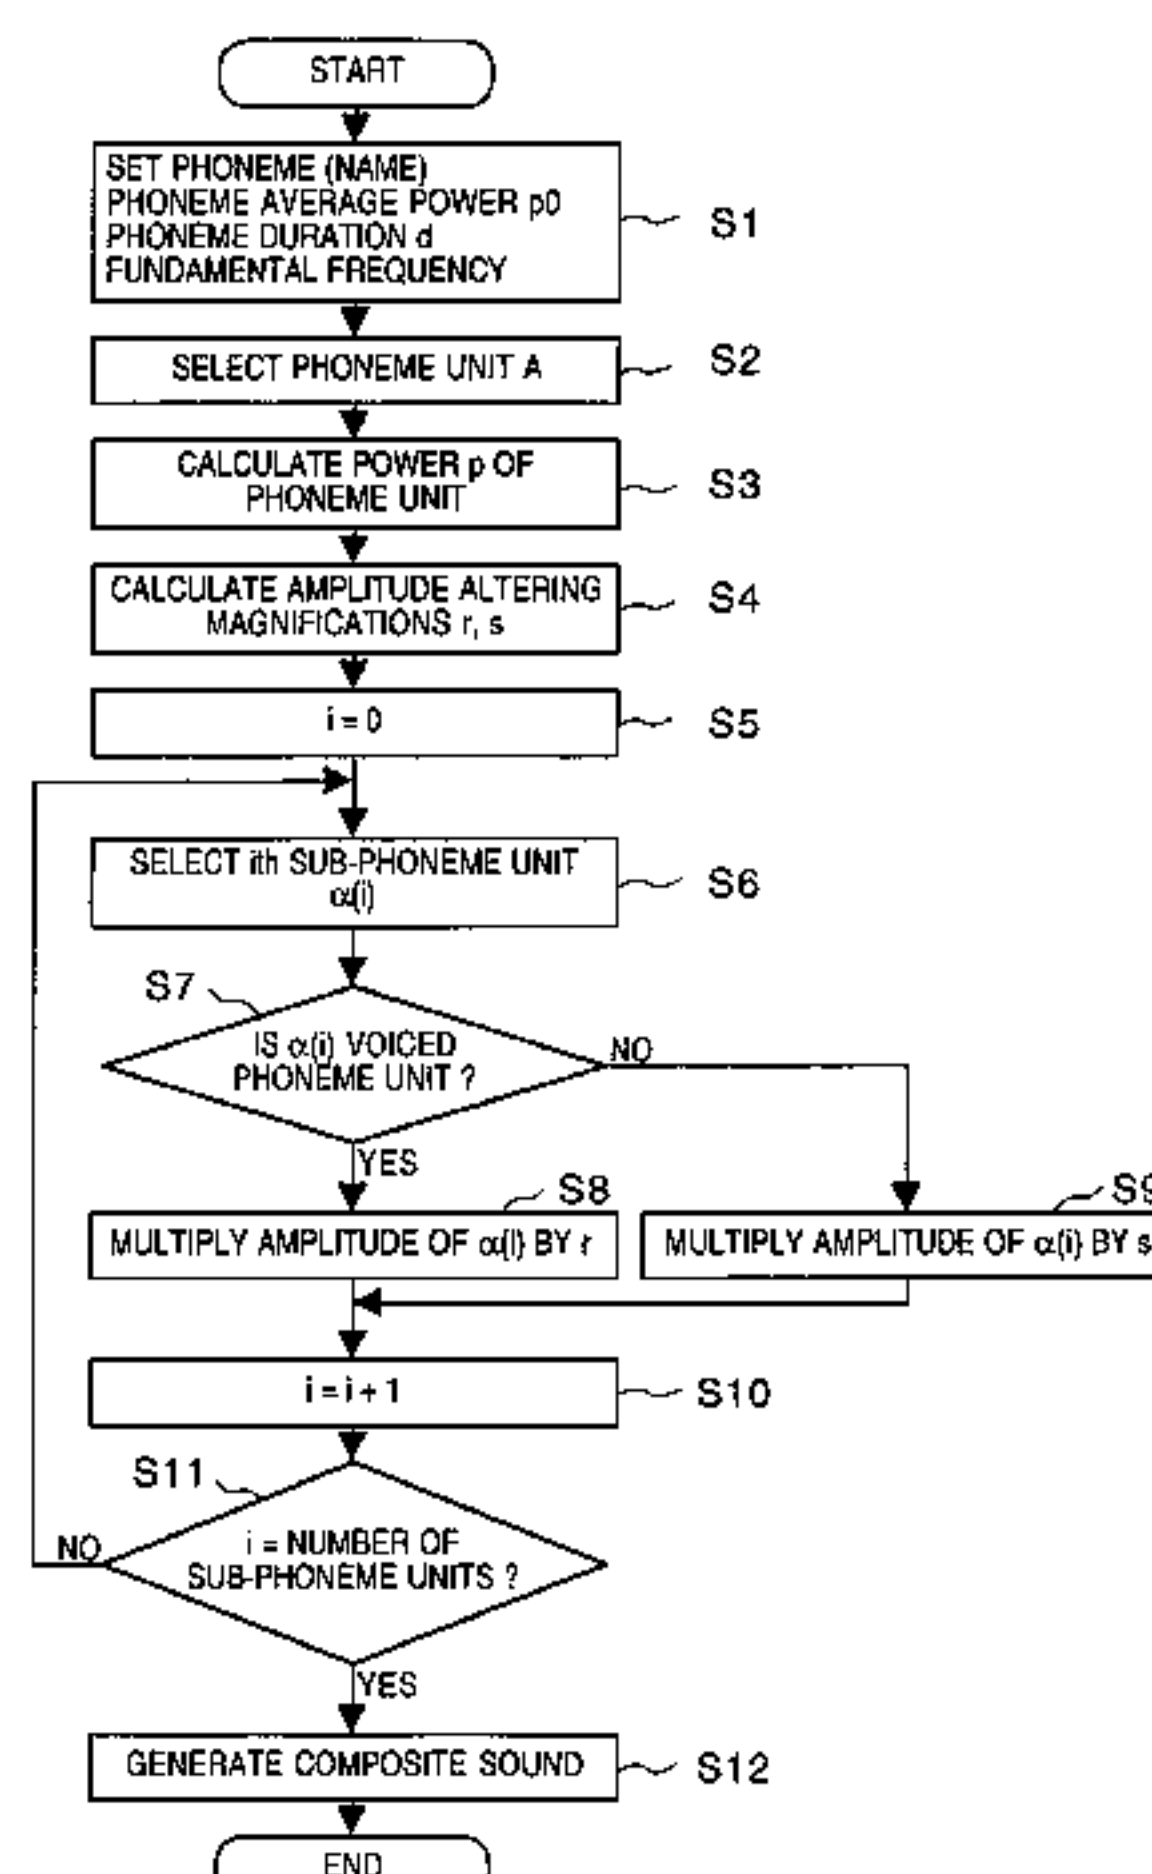 START
SET PHONEME (NAME)
PHONEME AVERAGE POWER p0
PHONEME DURATION d
FUNDAMENTAL FREQUENCY
S1
SELECT PHONEME UNIT A
S2
CALCULATE POWER p OF
PHONEME UNIT
S3
CALCULATE AMPLITUDE ALTERING
MAGNIFICATIONS r, s
S4
i = 0
S5
SELECT ith SUB-PHONEME UNIT
α(i)
S6
S7
IS α(i) VOICED
PHONEME UNIT ?
NO
YES
S8
S9
MULTIPLY AMPLITUDE OF α(i) BY r
MULTIPLY AMPLITUDE OF α(i) BY s
i = i + 1
S10
S11
i = NUMBER OF
SUB-PHONEME UNITS ?
NO
YES
GENERATE COMPOSITE SOUND
S12
END